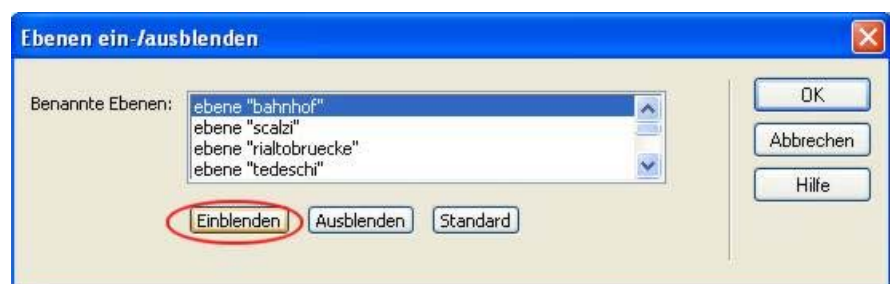 Ebenen ein-/ausblenden
Benannte Ebenen:
ebene "bahnhof"
ebene "scalzi"
ebene "rialtobruecke"
ebene "tedeschi"
Einblenden Ausblenden Standard
OK
Abbrechen
Hilfe